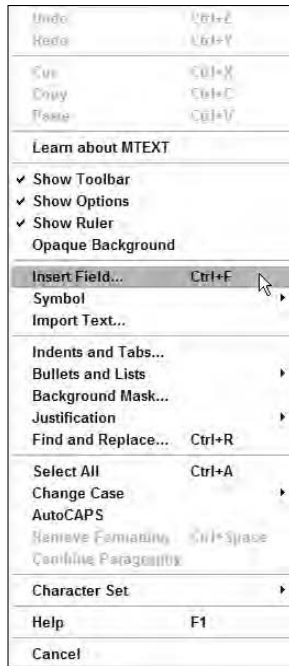 Undo Ctrl+Z
Redo Ctrl+Y
Cut Ctrl+X
Copy Ctrl+C
Paste Ctrl+V
Learn about MTEXT
Show Toolbar
Show Options
Show Ruler
Opaque Background
Insert Field... Ctrl+F
Symbol
Import Text...
Indents and Tabs...
Bullets and Lists
Background Mask...
Justification
Find and Replace... Ctrl+R
Select All Ctrl+A
Change Case
AutoCAPS
Remove Formatting Ctrl+Space
Combine Paragraphs
Character Set
Help F1
Cancel